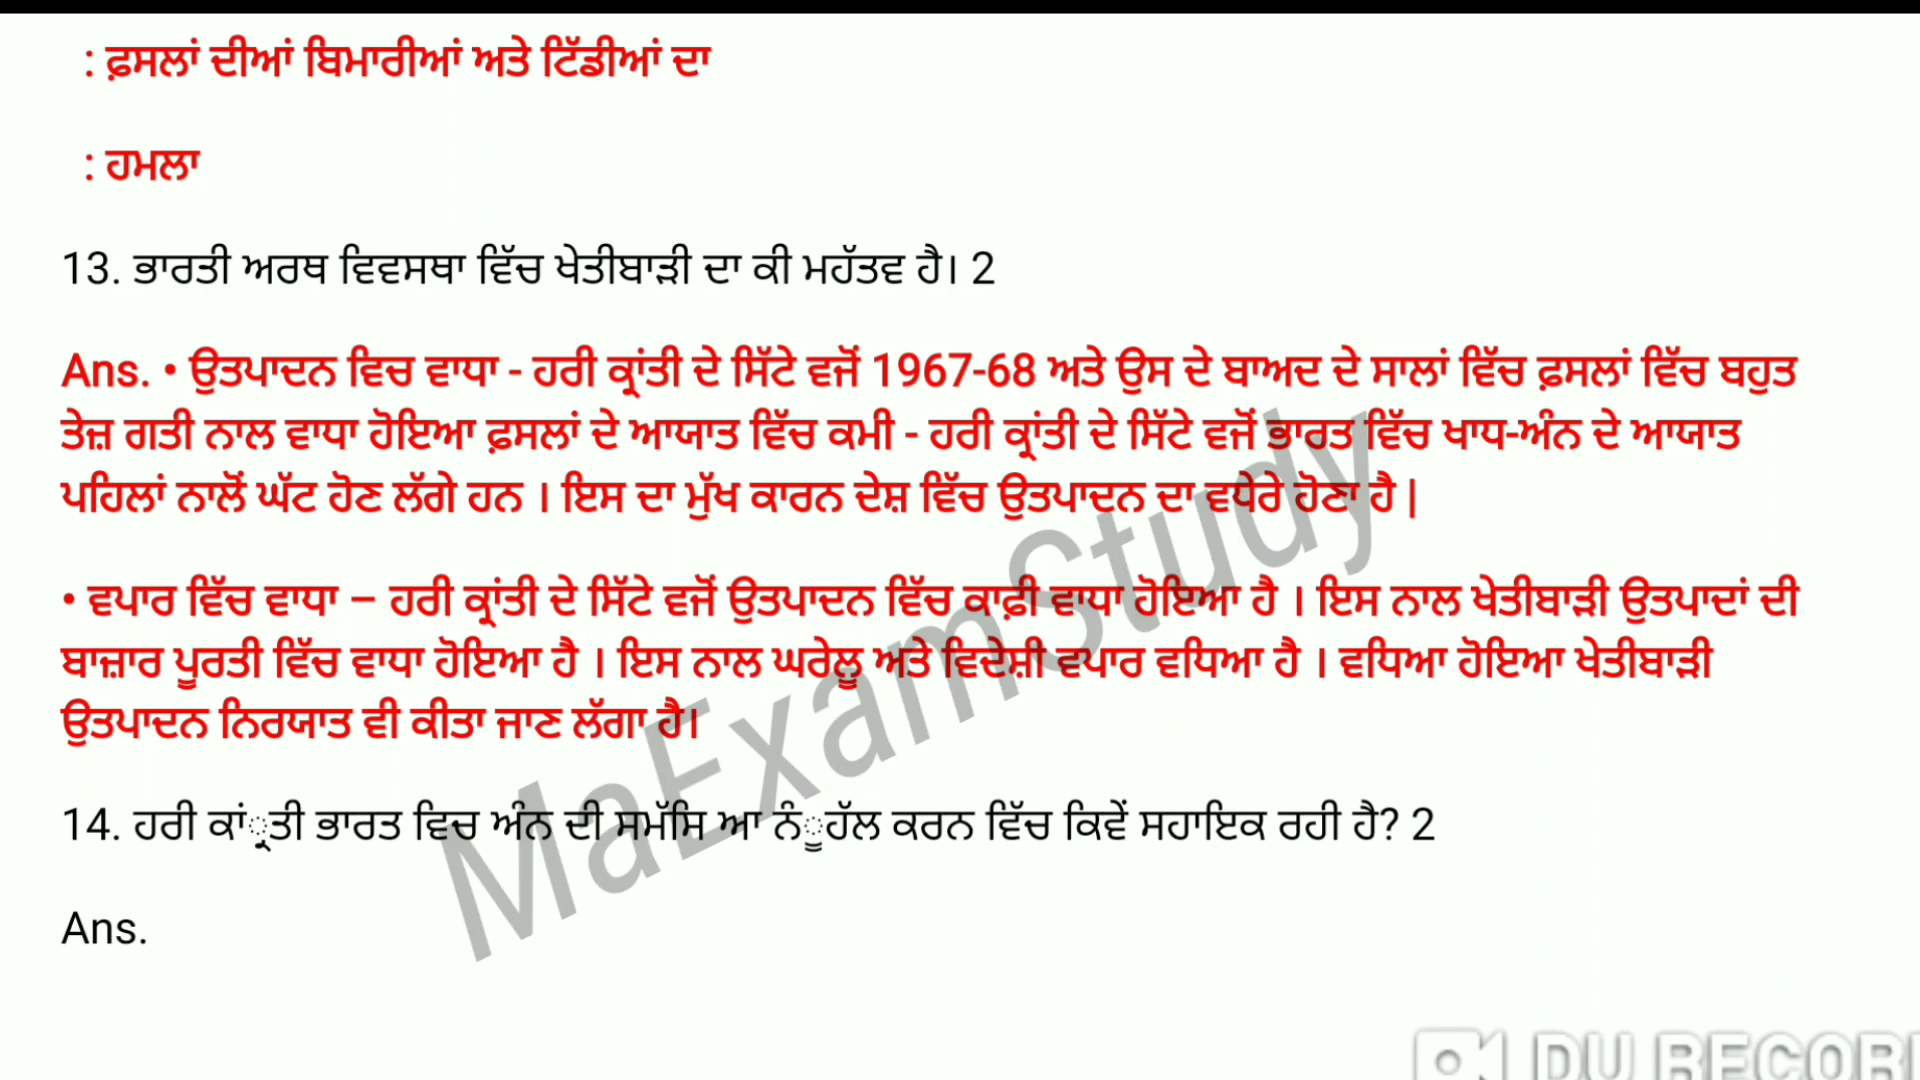 : ਫ਼ਸਲਾਂ ਦੀਆਂ ਬਿਮਾਰੀਆਂ ਅਤੇ ਟਿੱਡੀਆਂ ਦਾ
: ਹਮਲਾ
13. ਭਾਰਤੀ ਅਰਥ ਵਿਵਸਥਾ ਵਿੱਚ ਖੇਤੀਬਾੜੀ ਦਾ ਕੀ ਮਹੱਤਵ ਹੈ। 2
Ans. • ਉਤਪਾਦਨ ਵਿਚ ਵਾਧਾ - ਹਰੀ ਕ੍ਰਾਂਤੀ ਦੇ ਸਿੱਟੇ ਵਜੋਂ 1967-68 ਅਤੇ ਉਸ ਦੇ ਬਾਅਦ ਦੇ ਸਾਲਾਂ ਵਿੱਚ ਫ਼ਸਲਾਂ ਵਿੱਚ ਬਹੁਤ
ਤੇਜ਼ ਗਤੀ ਨਾਲ ਵਾਧਾ ਹੋਇਆ ਫ਼ਸਲਾਂ ਦੇ ਆਯਾਤ ਵਿੱਚ ਕਮੀ - ਹਰੀ ਕ੍ਰਾਂਤੀ ਦੇ ਸਿੱਟੇ ਵਜੋਂ ਭਾਰਤ ਵਿੱਚ ਖਾਧ-ਅੰਨ ਦੇ ਆਯਾਤ
ਪਹਿਲਾਂ ਨਾਲੋਂ ਘੱਟ ਹੋਣ ਲੱਗੇ ਹਨ । ਇਸ ਦਾ ਮੁੱਖ ਕਾਰਨ ਦੇਸ਼ ਵਿੱਚ ਉਤਪਾਦਨ ਦਾ ਵਧੇਰੇ ਹੋਣਾ ਹੈ |
• ਵਪਾਰ ਵਿੱਚ ਵਾਧਾ – ਹਰੀ ਕ੍ਰਾਂਤੀ ਦੇ ਸਿੱਟੇ ਵਜੋਂ ਉਤਪਾਦਨ ਵਿੱਚ ਕਾਫ਼ੀ ਵਾਧਾ ਹੋਇਆ ਹੈ । ਇਸ ਨਾਲ ਖੇਤੀਬਾੜੀ ਉਤਪਾਦਾਂ ਦੀ
ਬਾਜ਼ਾਰ ਪੂਰਤੀ ਵਿੱਚ ਵਾਧਾ ਹੋਇਆ ਹੈ । ਇਸ ਨਾਲ ਘਰੇਲੂ ਅਤੇ ਵਿਦੇਸ਼ੀ ਵਪਾਰ ਵਧਿਆ ਹੈ । ਵਧਿਆ ਹੋਇਆ ਖੇਤੀਬਾੜੀ
ਉਤਪਾਦਨ ਨਿਰਯਾਤ ਵੀ ਕੀਤਾ ਜਾਣ ਲੱਗਾ ਹੈ।
14. ਹਰੀ ਕਾਂ੍ਰਤੀ ਭਾਰਤ ਵਿਚ ਅੰਨ ਦੀ ਸਮੱਸਿ ਆ ਨੰੂਹੱਲ ਕਰਨ ਵਿੱਚ ਕਿਵੇਂ ਸਹਾਇਕ ਰਹੀ ਹੈ? 2
Ans.
MaExamStudy
DU RECOR